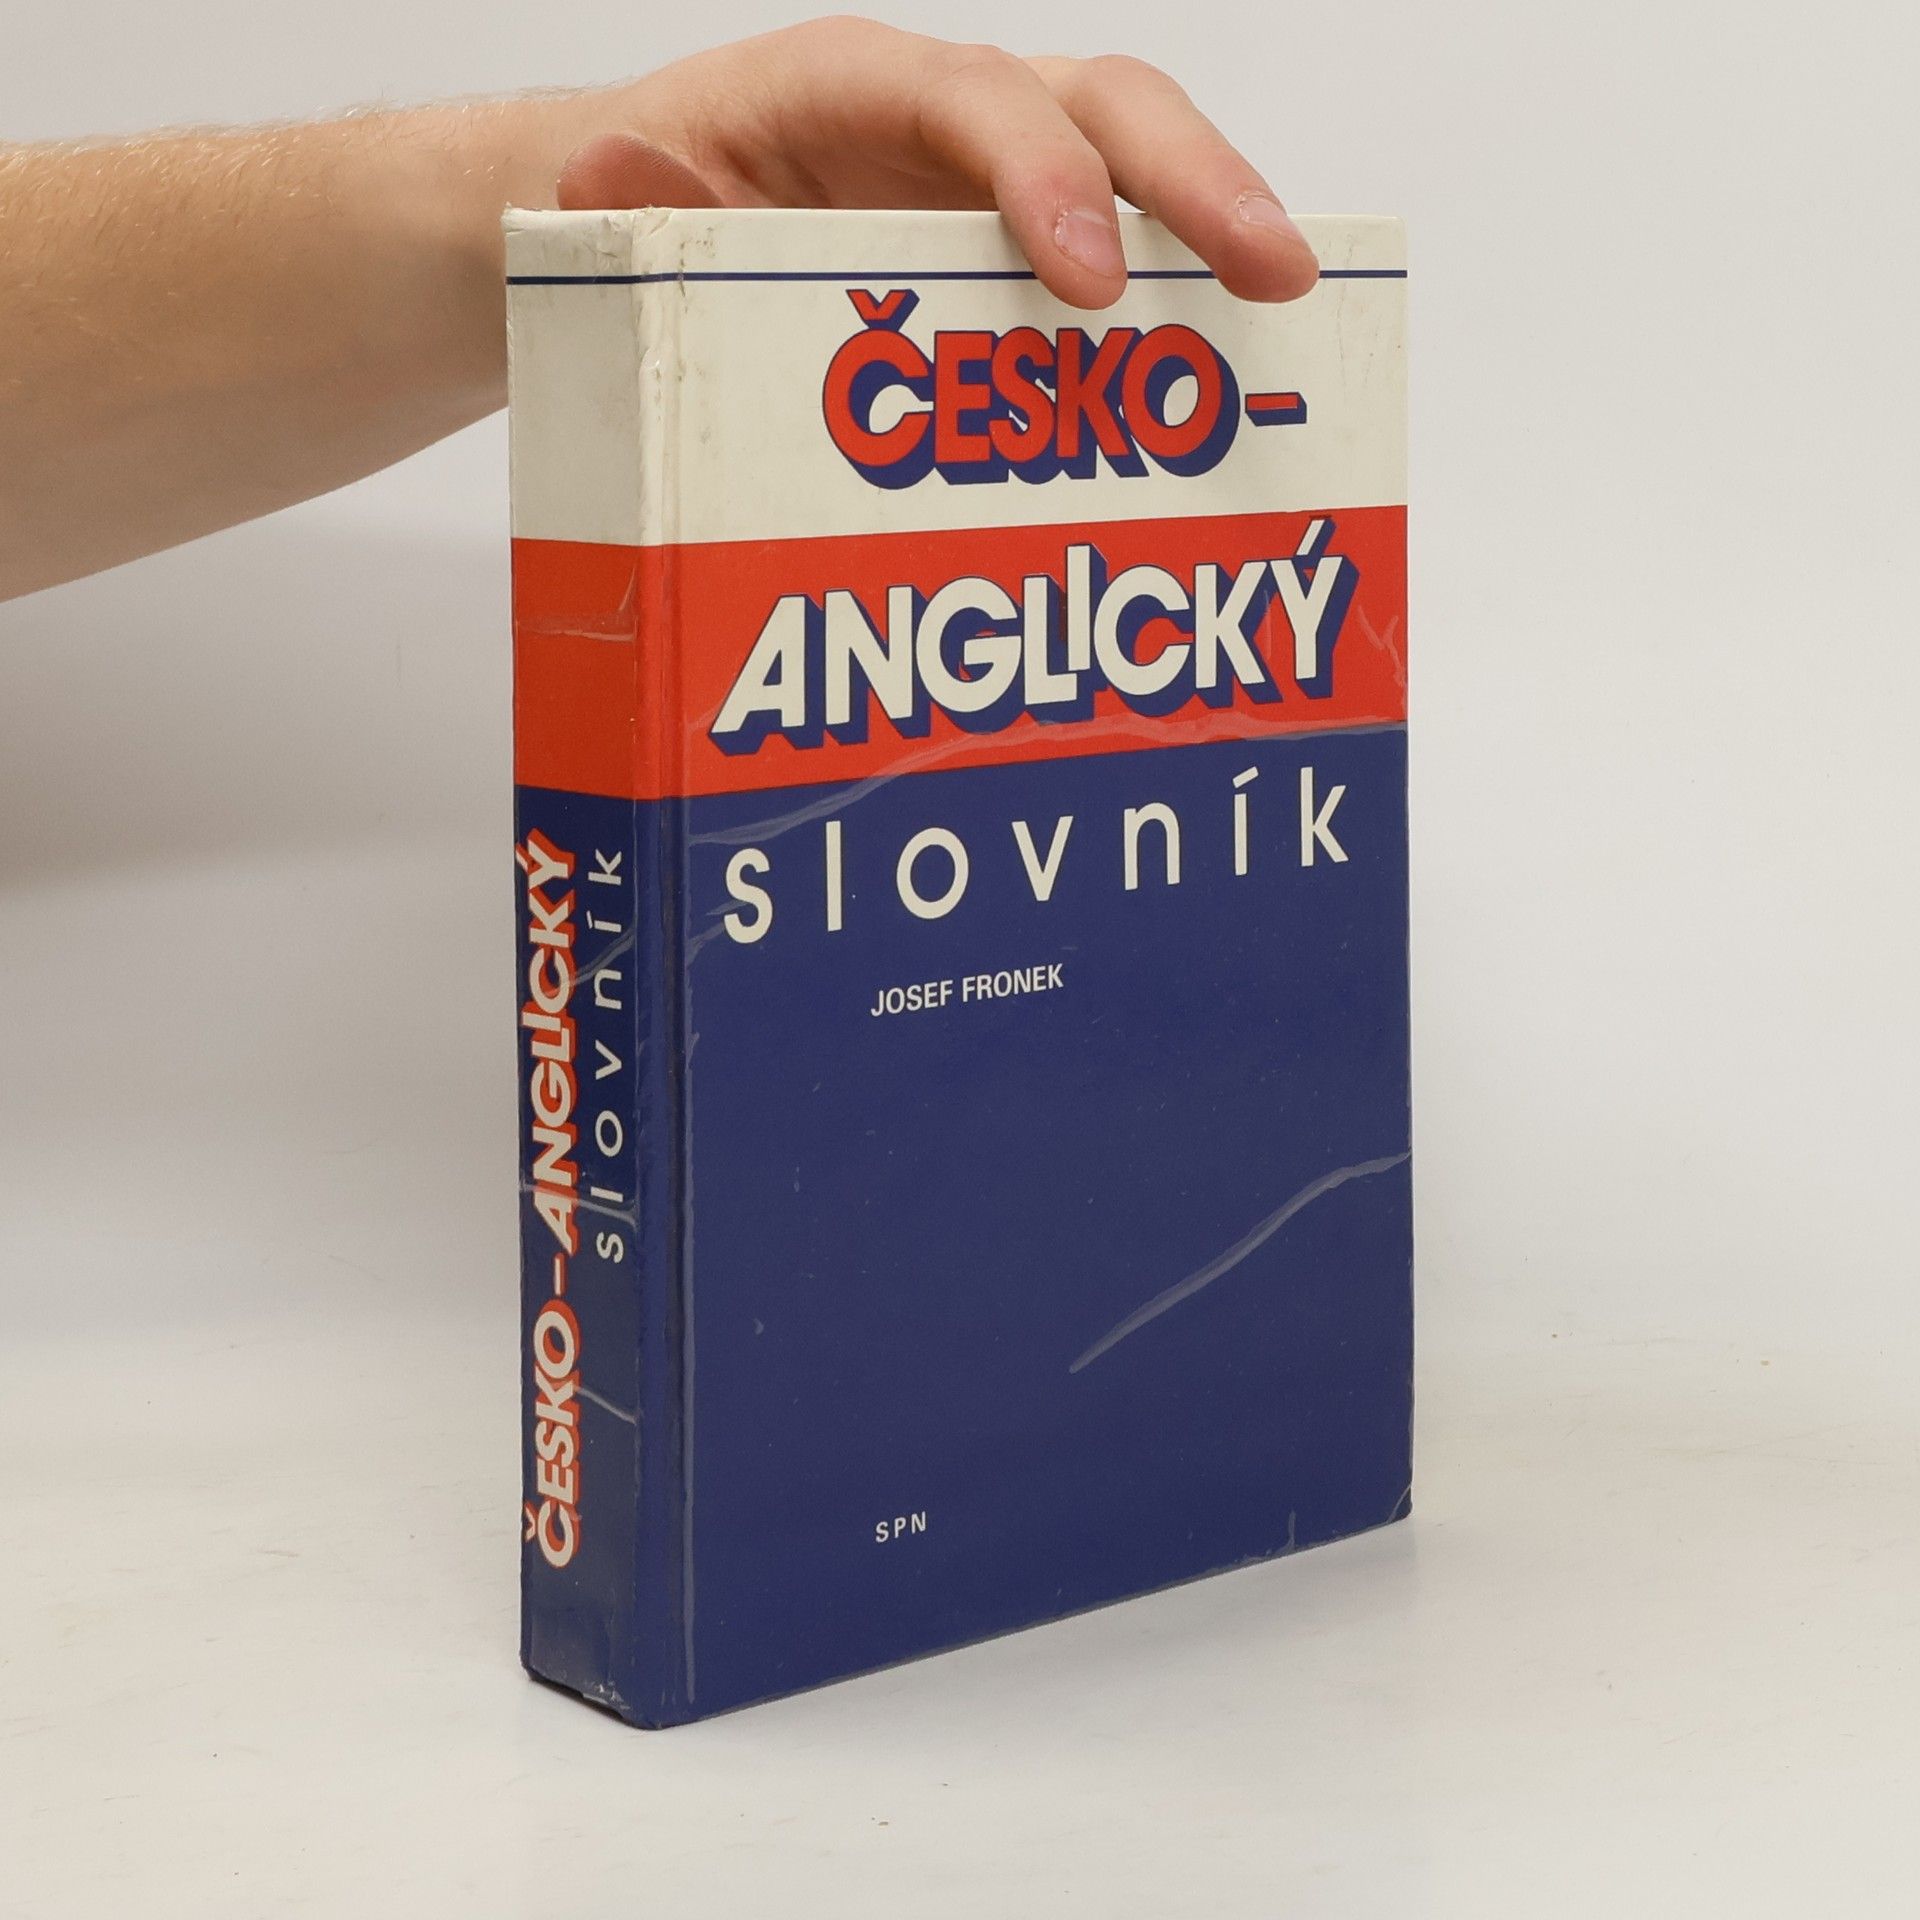 ČESKO-
ANGLICKÝ
slovník
JOSEF FRONEK
SPN
ČESKO-ANGLICKÝ
slovník